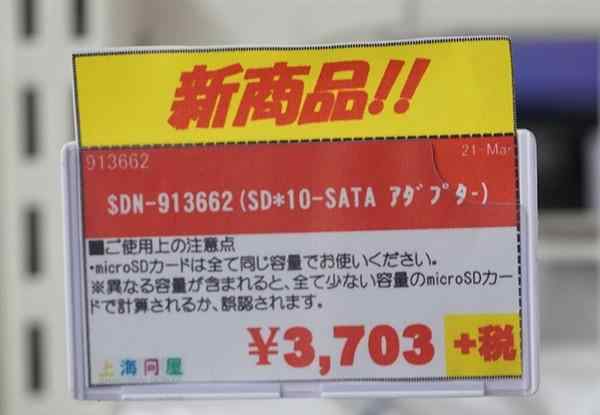 新商品!!
913662
21-Mar
SDN-913662(SD*10-SATA ｱﾀﾞﾌﾟﾀｰ)
■ご使用上の注意点
・microSDカードは全て同じ容量でお使いください。
※異なる容量が含まれると、全て少ない容量のmicroSDカー
ドで計算されるか、誤認されます。
¥3,703 +税
上海問屋